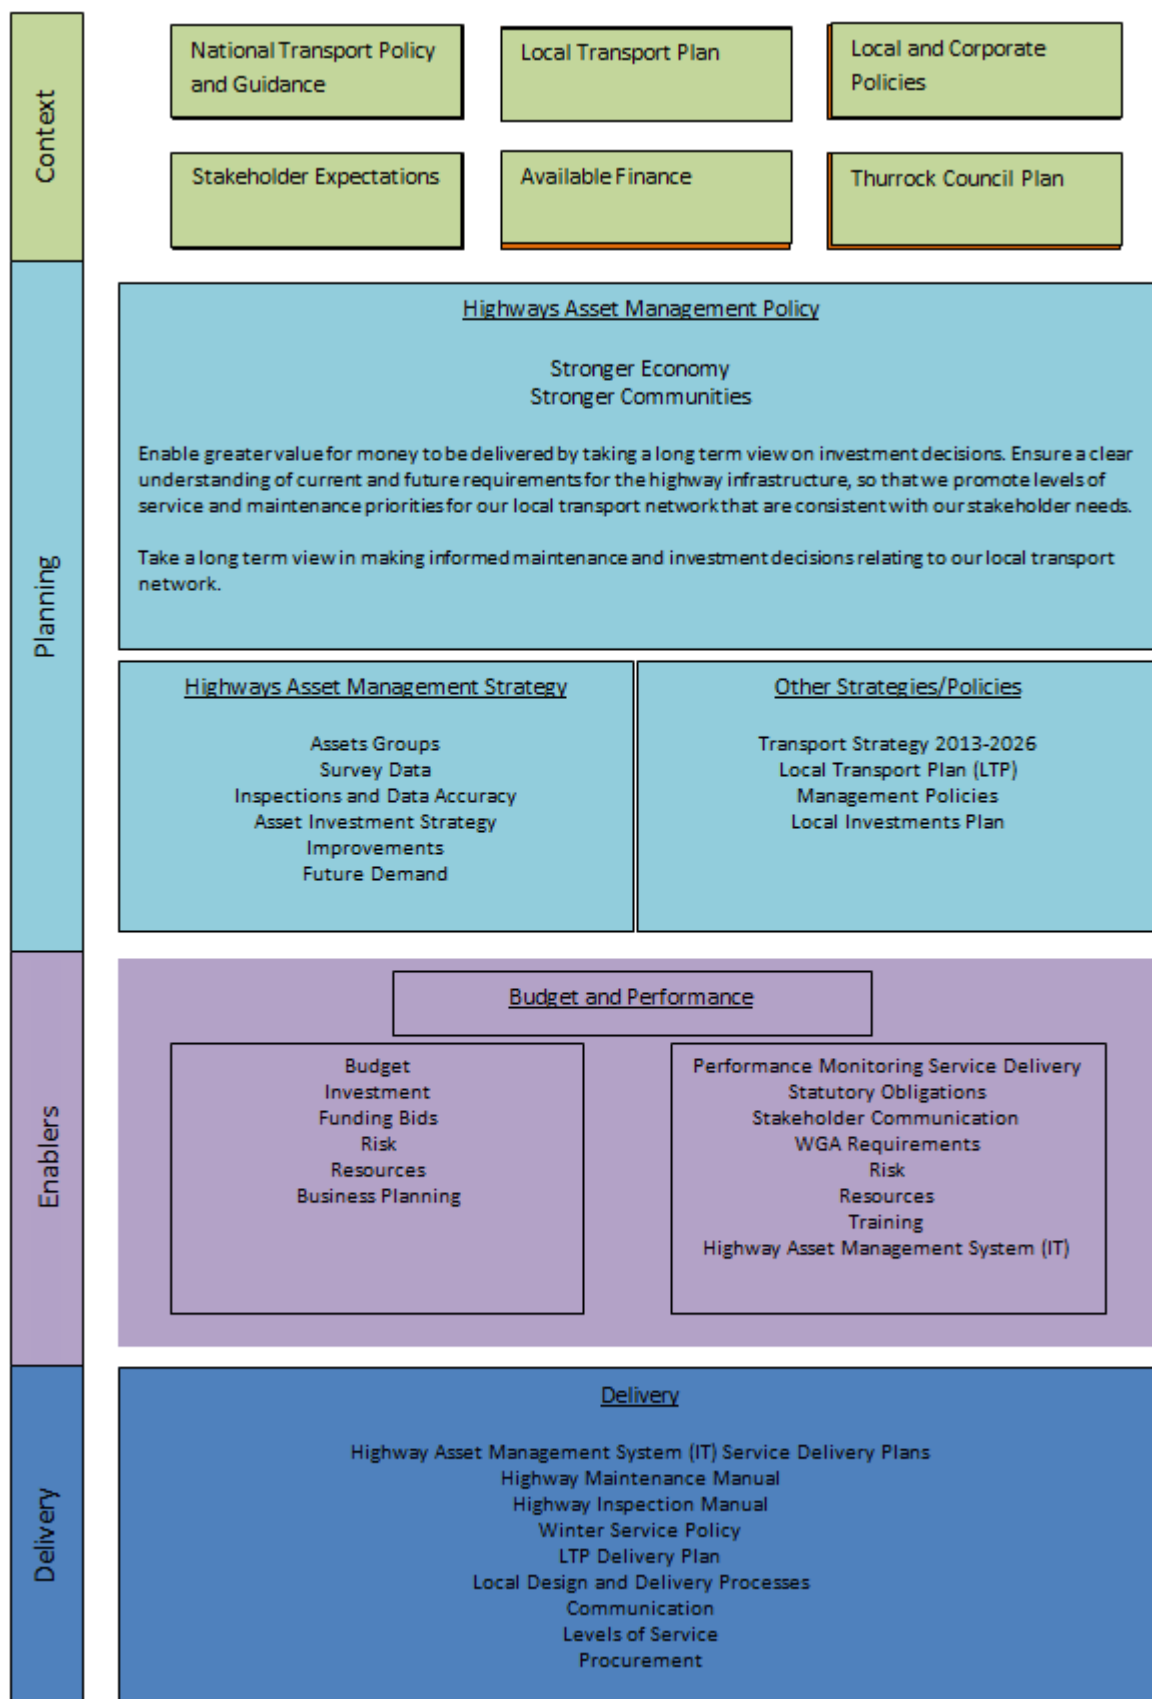 Context
National Transport Policy
and Guidance
Local Transport Plan
Local and Corporate
Policies
Stakeholder Expectations
Available Finance
Thurrock Council Plan
Planning
Highways Asset Management Policy
Stronger Economy
Stronger Communities
Enable greater value for money to be delivered by taking a long term view on investment decisions. Ensure a clear
understanding of current and future requirements for the highway infrastructure, so that we promote levels of
service and maintenance priorities for our local transport network that are consistent with our stakeholder needs.
Take a long term view in making informed maintenance and investment decisions relating to our local transport
network.
Highways Asset Management Strategy
Assets Groups
Survey Data
Inspections and Data Accuracy
Asset Investment Strategy
Improvements
Future Demand
Other Strategies/Policies
Transport Strategy 2013-2026
Local Transport Plan (LTP)
Management Policies
Local Investments Plan
Enablers
Budget and Performance
Budget
Investment
Funding Bids
Risk
Resources
Business Planning
Performance Monitoring Service Delivery
Statutory Obligations
Stakeholder Communication
WGA Requirements
Risk
Resources
Training
Highway Asset Management System (IT)
Delivery
Delivery
Highway Asset Management System (IT) Service Delivery Plans
Highway Maintenance Manual
Highway Inspection Manual
Winter Service Policy
LTP Delivery Plan
Local Design and Delivery Processes
Communication
Levels of Service
Procurement